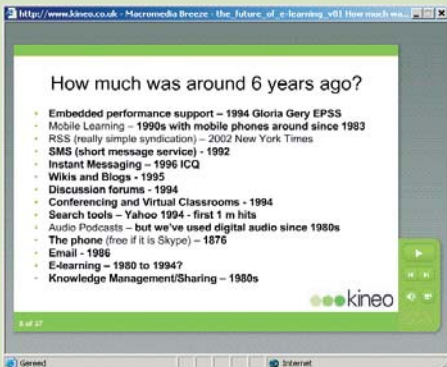 http://www.kineo.co.uk - Macromedia Breeze - the_future_of_e-learning_v01 How much wa...
How much was around 6 years ago?
Embedded performance support – 1994 Gloria Gery EPSS
Mobile Learning – 1990s with mobile phones around since 1983
RSS (really simple syndication) – 2002 New York Times
SMS (short message service) - 1992
Instant Messaging – 1996 ICQ
Wikis and Blogs - 1995
Discussion forums - 1994
Conferencing and Virtual Classrooms - 1994
Search tools – Yahoo 1994 - first 1 m hits
Audio Podcasts – but we've used digital audio since 1980s
The phone (free if it is Skype) – 1876
Email - 1986
E-learning – 1980 to 1994?
Knowledge Management/Sharing - 1980s
kineo
of 37
Gereed
Internet